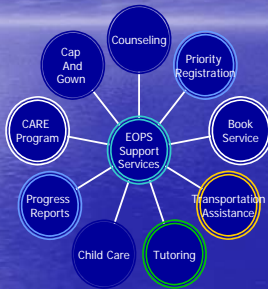 Counseling
Priority
Registration
Book
Service
Transportation
Assistance
Tutoring
Child Care
Progress
Reports
CARE
Program
Cap
And
Gown
EOPS
Support
Services